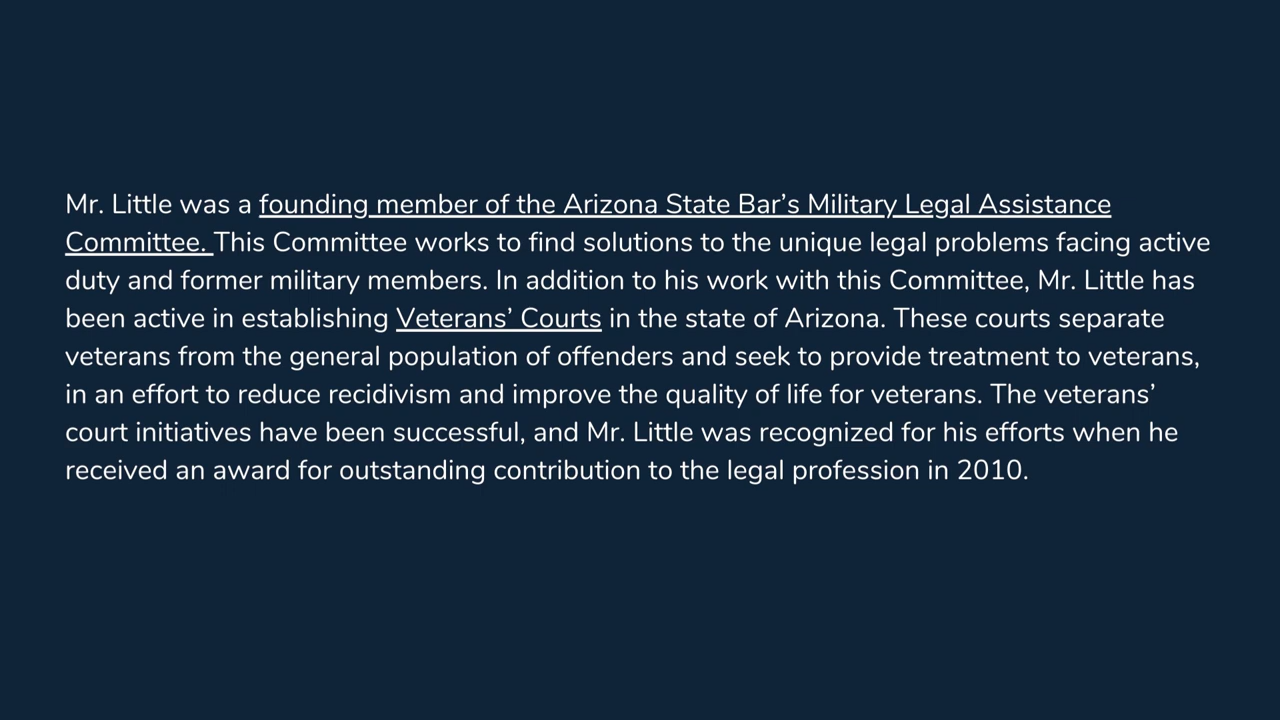 Mr. Little was a founding member of the Arizona State Bar’s Military Legal Assistance
Committee. This Committee works to find solutions to the unique legal problems facing active
duty and former military members. In addition to his work with this Committee, Mr. Little has
been active in establishing Veterans’ Courts in the state of Arizona. These courts separate
veterans from the general population of offenders and seek to provide treatment to veterans,
in an effort to reduce recidivism and improve the quality of life for veterans. The veterans’
court initiatives have been successful, and Mr. Little was recognized for his efforts when he
received an award for outstanding contribution to the legal profession in 2010.